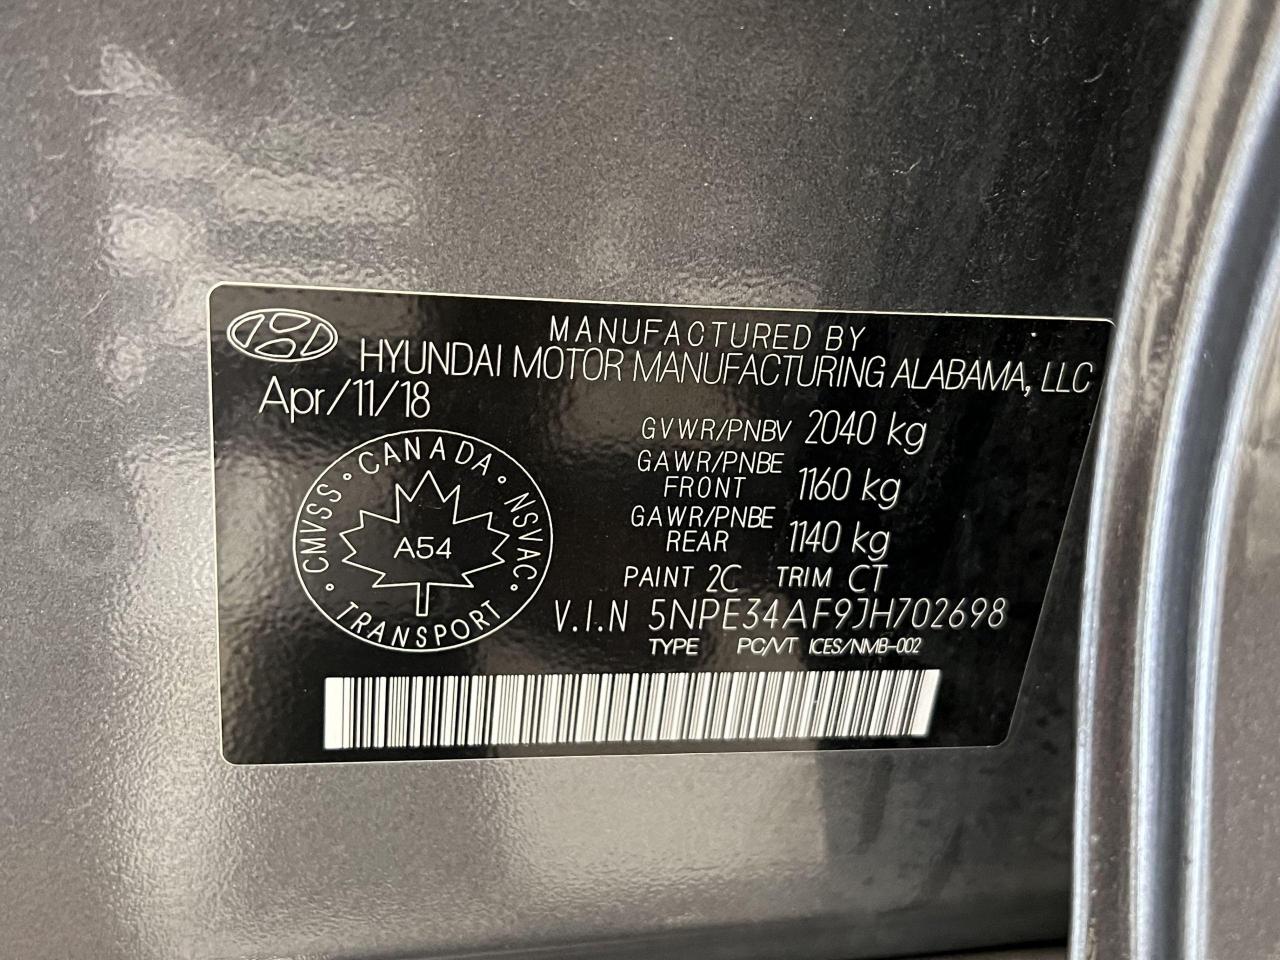 MANUFACTURED BY
HYUNDAI MOTOR MANUFACTURING ALABAMA, LLC
Apr/11/18
GVWR/PNBV 2040 kg
GAWR/PNBE FRONT 1160 kg
GAWR/PNBE REAR 1140 kg
PAINT 2C TRIM CT
V.I.N 5NPE34AF9JH702698
TYPE PC/VT ICES/NMB-002
CMVSS ° CANADA ° NSVAC ° TRANSPORT °
A54